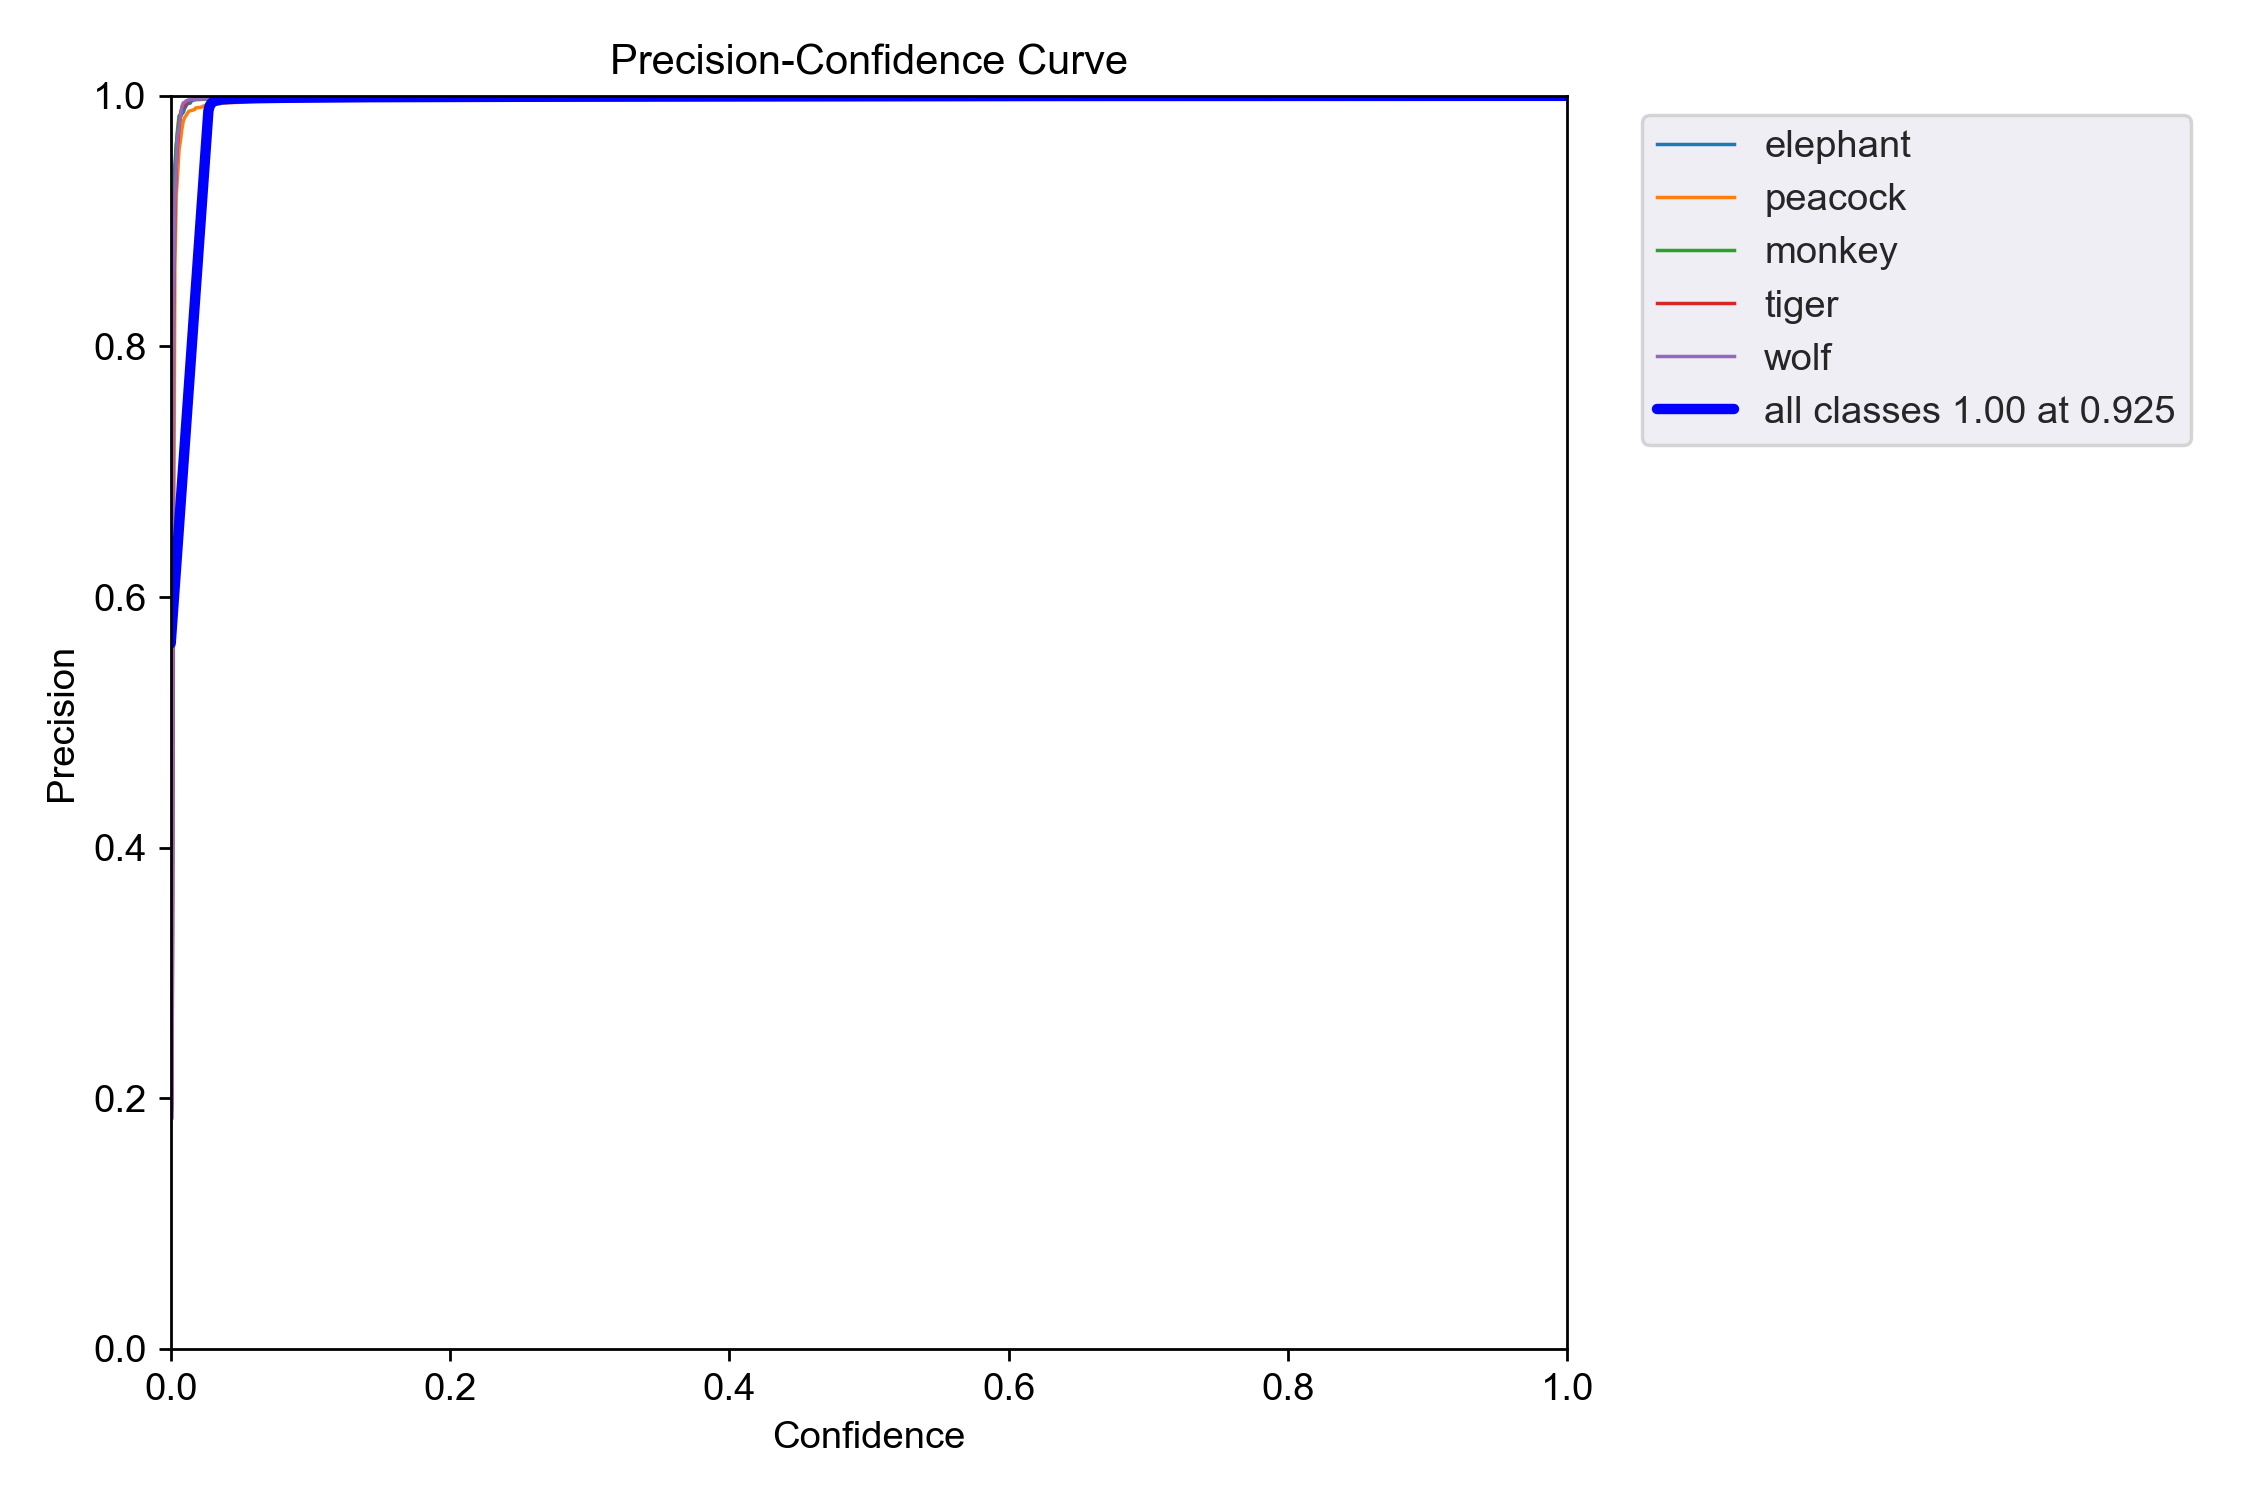 Precision-Confidence Curve
1.0
0.8
0.6
0.4
0.2
0.0
Precision
0.0 0.2 0.4 0.6 0.8 1.0
Confidence
elephant
peacock
monkey
tiger
wolf
all classes 1.00 at 0.925